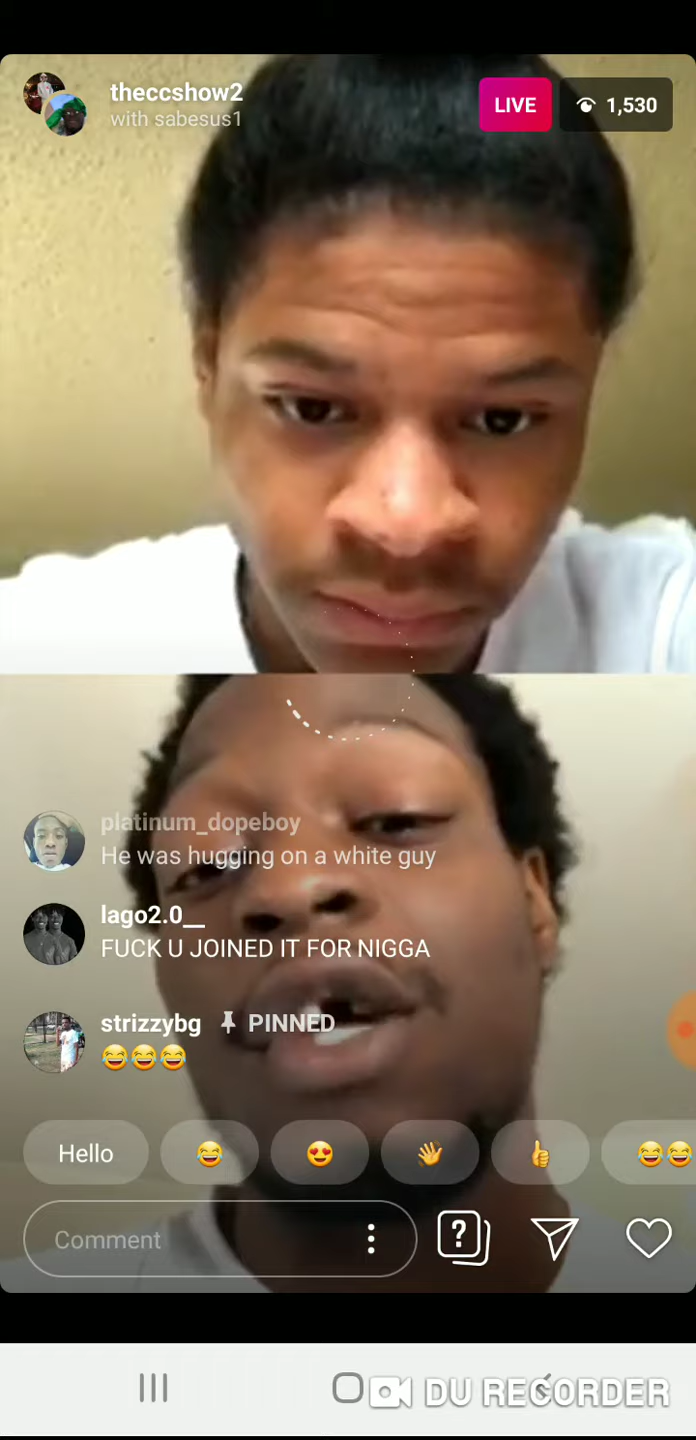 theccshow2
with sabesus1
LIVE
1,530
platinum_dopeboy
He was hugging on a white guy
lago2.0__
FUCK U JOINED IT FOR NIGGA
strizzybg PINNED
😂😂😂
Hello 😂 😍 👋 👍 😂😂
Comment
DU RECORDER